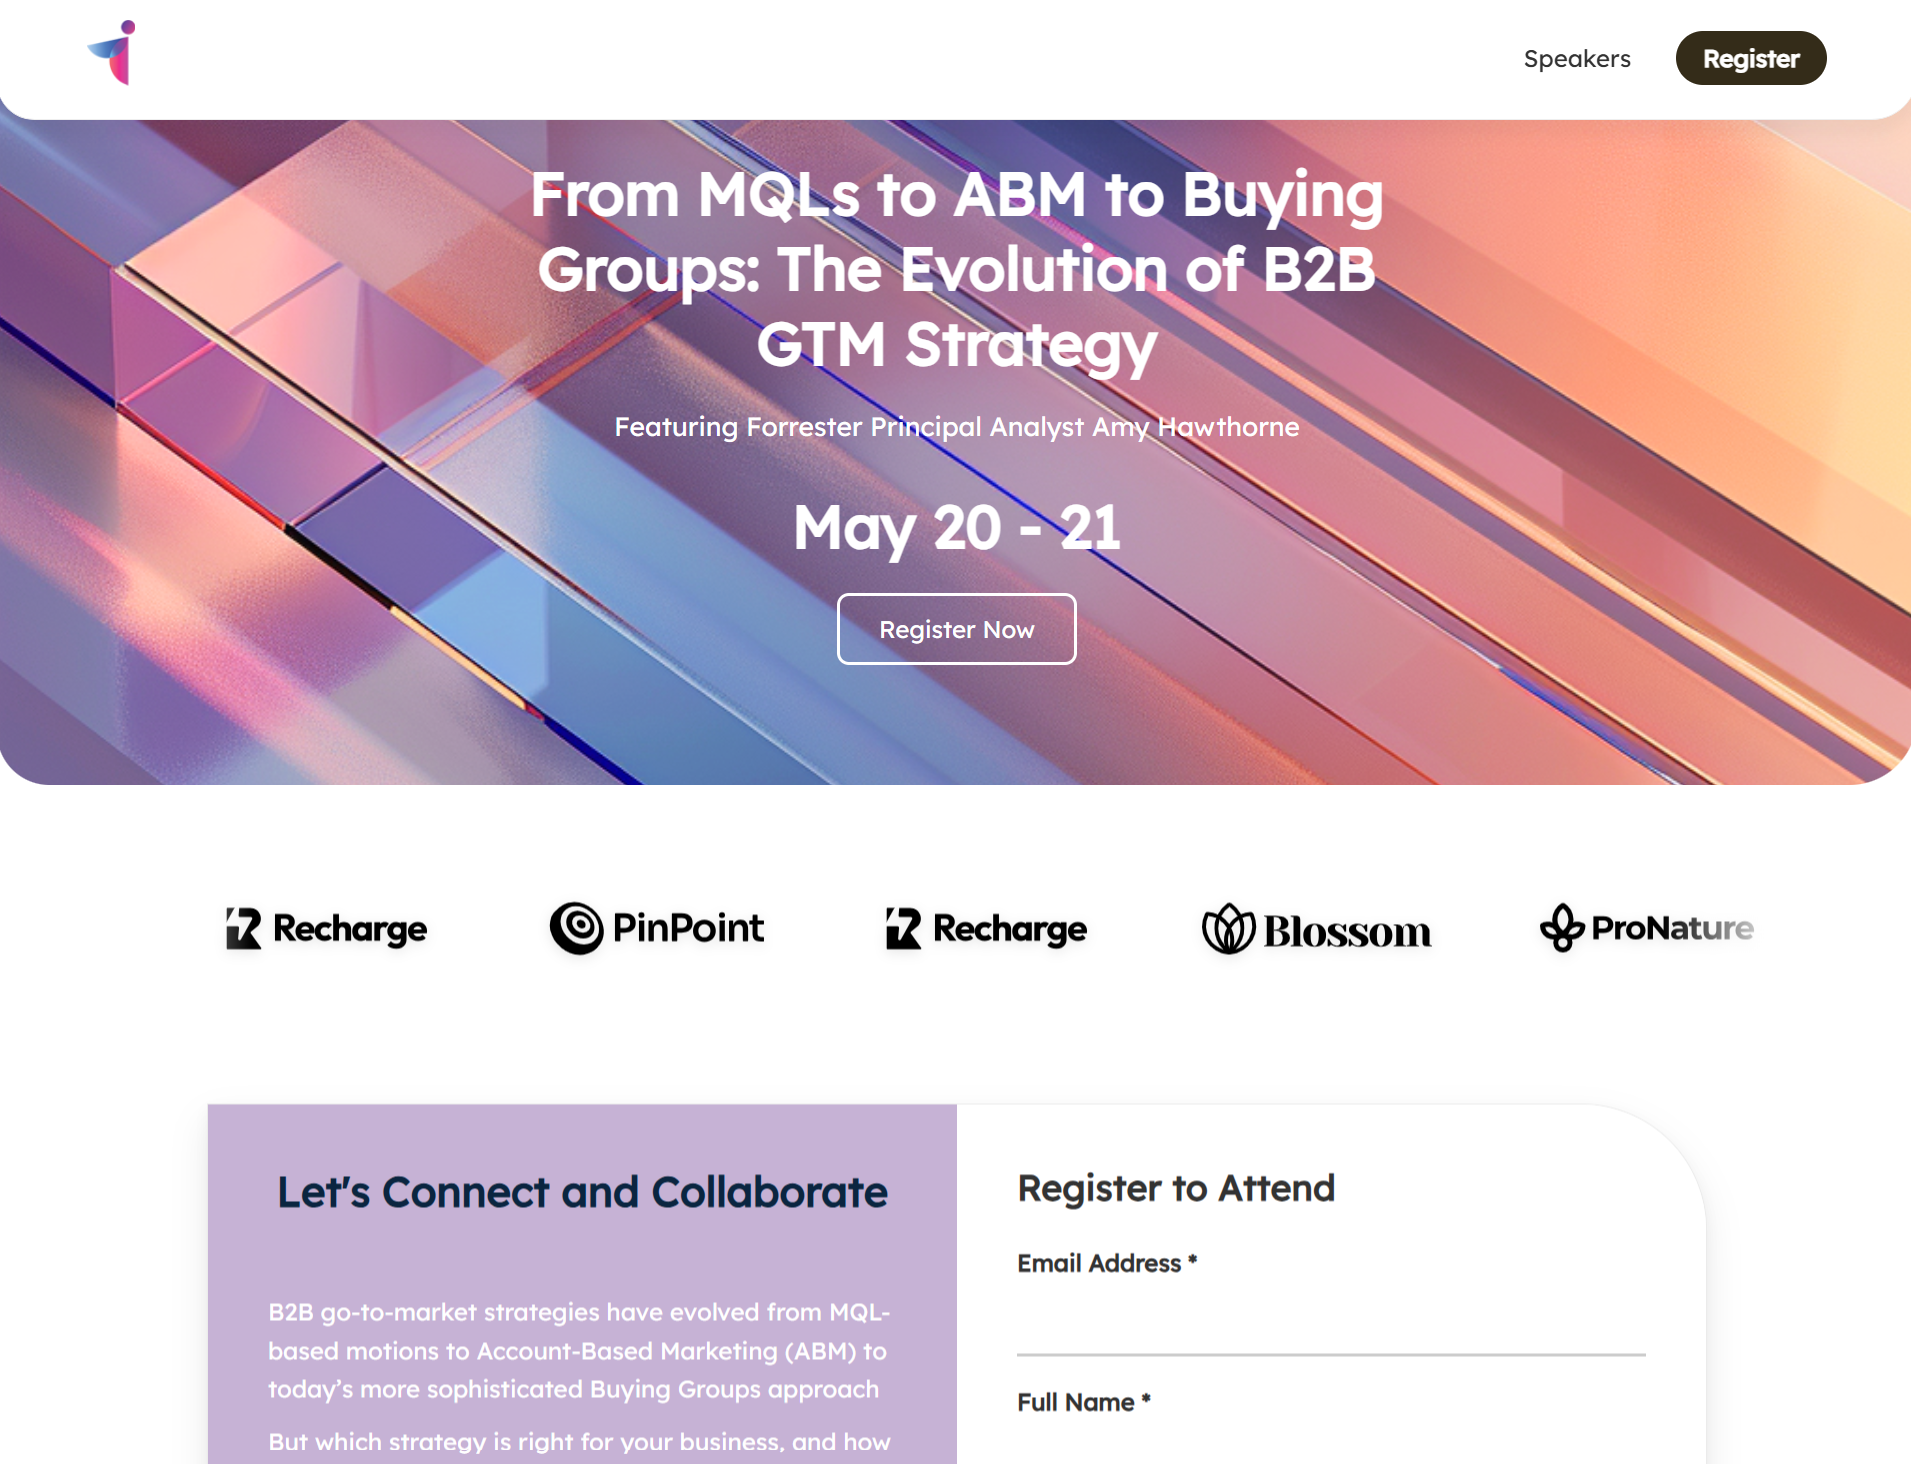 Speakers
Register
From MQLs to ABM to Buying
Groups: The Evolution of B2B
GTM Strategy
Featuring Forrester Principal Analyst Amy Hawthorne
May 20 - 21
Register Now
Recharge
PinPoint
Recharge
Blossom
ProNature
Let's Connect and Collaborate
B2B go-to-market strategies have evolved from MQL-
based motions to Account-Based Marketing (ABM) to
today’s more sophisticated Buying Groups approach
But which strategy is right for your business, and how
Register to Attend
Email Address *
Full Name *